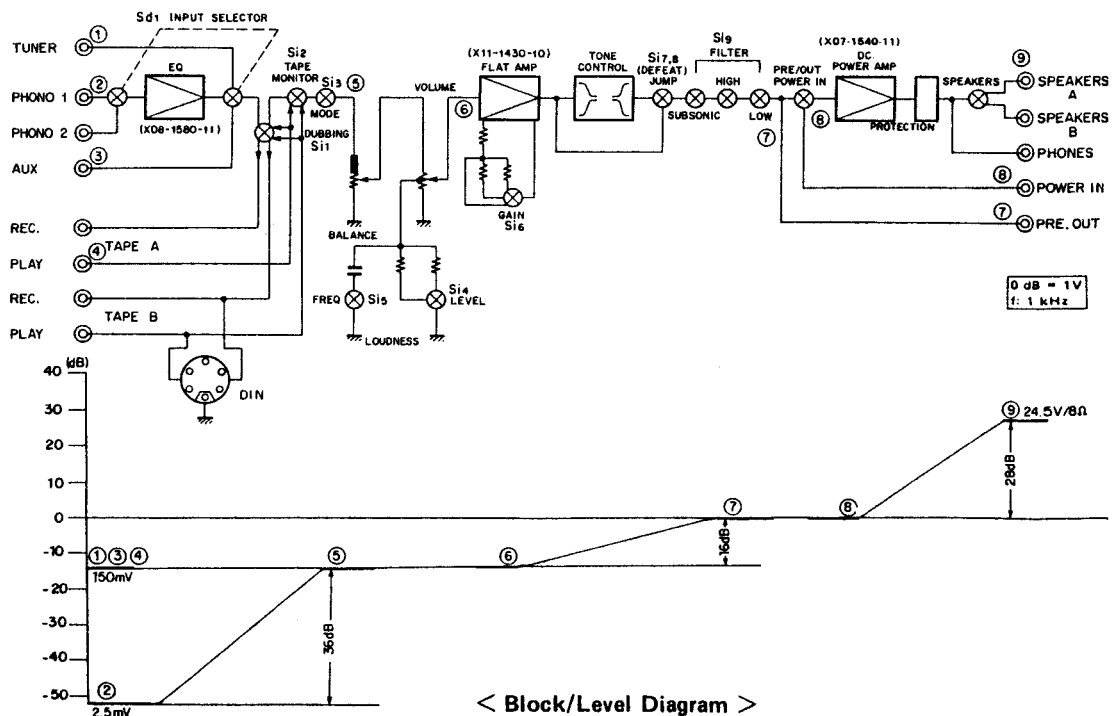 Sd1 INPUT SELECTOR
TUNER
①
PHONO 1
②
EQ
(X08-1580-11)
PHONO 2
AUX
③
Si2
TAPE
MONITOR
Si3
MODE
⑤
DUBBING
Si1
VOLUME
⑥
(X11-1430-10)
FLAT AMP
GAIN
Si6
TONE
CONTROL
Si7,8
(DEFEAT)
JUMP
Si9
FILTER
SUBSONIC
HIGH
LOW
⑦
PRE/OUT
POWER IN
⑧
(X07-1640-11)
DC.
POWER AMP
PROTECTION
SPEAKERS
⑨
SPEAKERS
A
SPEAKERS
B
PHONES
⑧
POWER IN
⑦
PRE. OUT
REC.
TAPE A
④
PLAY
REC.
TAPE B
PLAY
DIN
BALANCE
FREQ
Si5
Si4
LEVEL
LOUDNESS
0 dB = 1V
f: 1 kHz
40 (dB)
30
20
10
0
-10
-20
-30
-40
-50
① ③ ④
150mV
②
2.5mV
⑤
36dB
⑥
⑦
16dB
⑧
⑨ 24.5V/8Ω
28dB
< Block/Level Diagram >